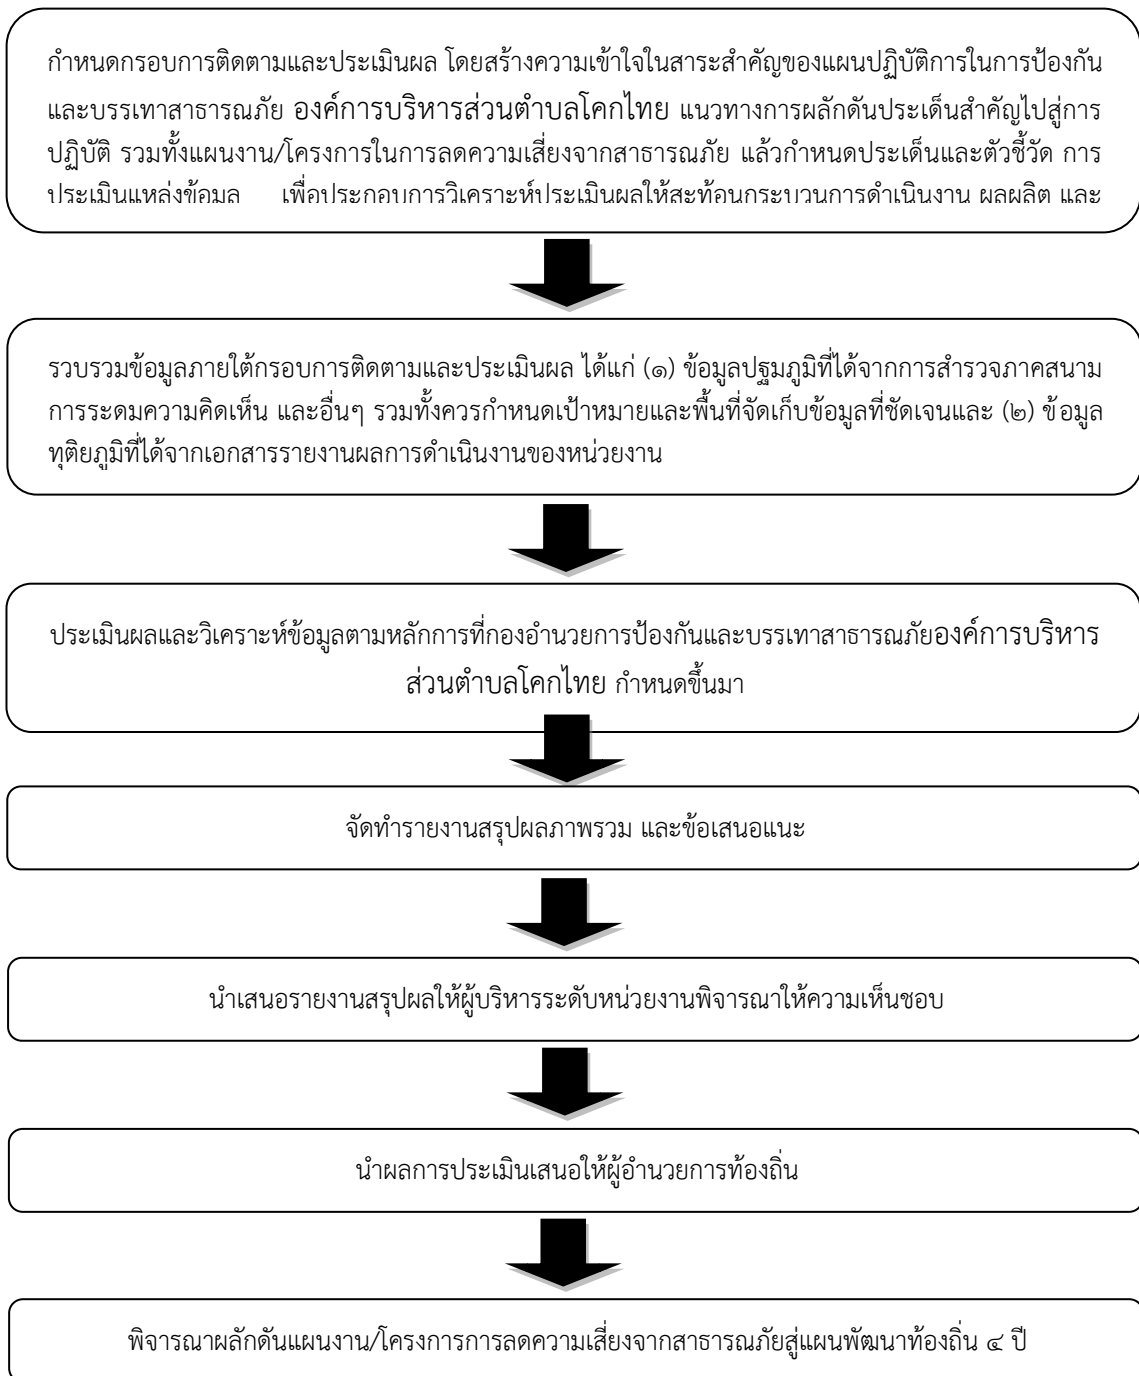 กำหนดกรอบการติดตามและประเมินผล โดยสร้างความเข้าใจในสาระสำคัญของแผนปฏิบัติการในการป้องกัน
และบรรเทาสาธารณภัย องค์การบริหารส่วนตำบลโคกไทย แนวทางการผลักดันประเด็นสำคัญไปสู่การ
ปฏิบัติ รวมทั้งแผนงาน/โครงการในการลดความเสี่ยงจากสาธารณภัย แล้วกำหนดประเด็นและตัวชี้วัด การ
ประเมินแหล่งข้อมูล เพื่อประกอบการวิเคราะห์ประเมินผลให้สะท้อนกระบวนการดำเนินงาน ผลผลิต และ
รวบรวมข้อมูลภายใต้กรอบการติดตามและประเมินผล ได้แก่ (๑) ข้อมูลปฐมภูมิที่ได้จากการสำรวจภาคสนาม
การระดมความคิดเห็น และอื่นๆ รวมทั้งควรกำหนดเป้าหมายและพื้นที่จัดเก็บข้อมูลที่ชัดเจนและ (๒) ข้อมูล
ทุติยภูมิที่ได้จากเอกสารรายงานผลการดำเนินงานของหน่วยงาน
ประเมินผลและวิเคราะห์ข้อมูลตามหลักการที่กองอำนวยการป้องกันและบรรเทาสาธารณภัยองค์การบริหาร
ส่วนตำบลโคกไทย กำหนดขึ้นมา
จัดทำรายงานสรุปผลภาพรวม และข้อเสนอแนะ
นำเสนอรายงานสรุปผลให้ผู้บริหารระดับหน่วยงานพิจารณาให้ความเห็นชอบ
นำผลการประเมินเสนอให้ผู้อำนวยการท้องถิ่น
พิจารณาผลักดันแผนงาน/โครงการการลดความเสี่ยงจากสาธารณภัยสู่แผนพัฒนาท้องถิ่น ๔ ปี